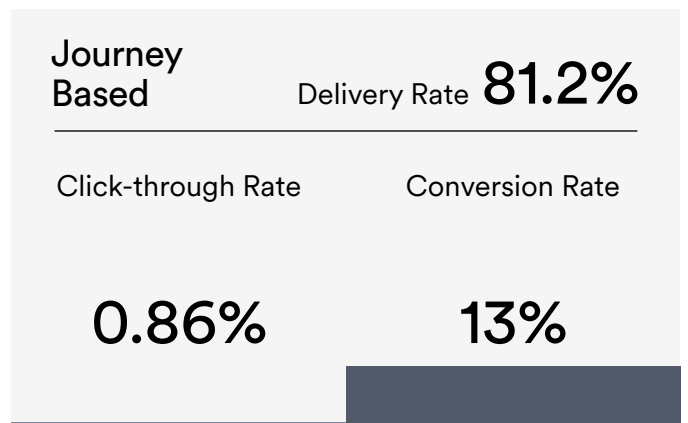 Journey
Based
Delivery Rate 81.2%
Click-through Rate
Conversion Rate
0.86%
13%